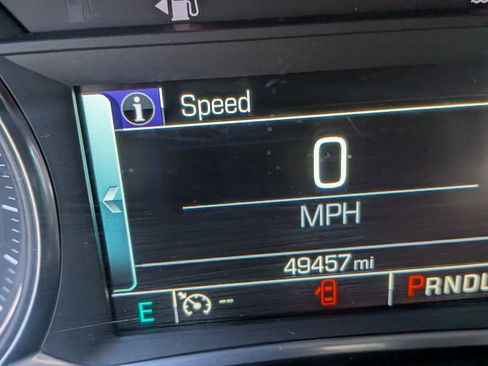 i Speed
0
MPH
49457 mi
E -- PRNDL